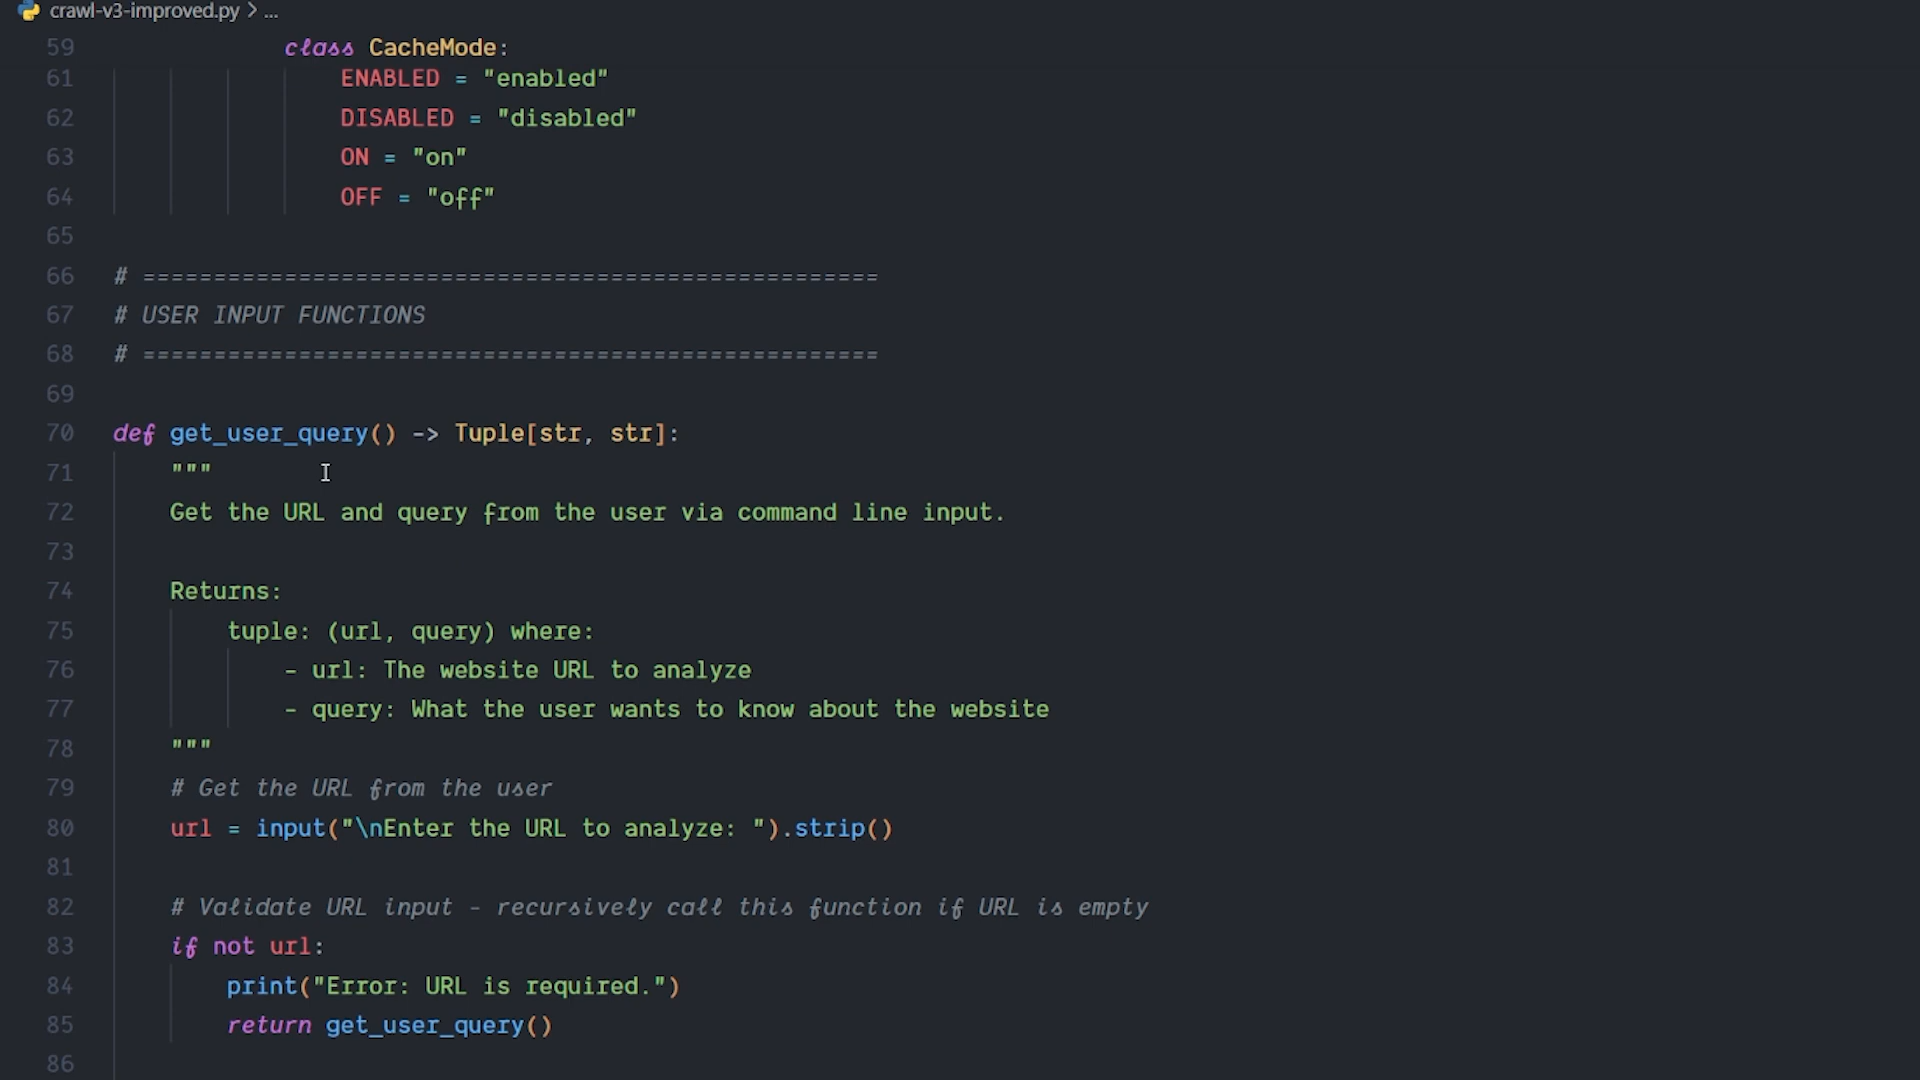 crawl-v3-improved.py > ...
59 class CacheMode:
61 ENABLED = "enabled"
62 DISABLED = "disabled"
63 ON = "on"
64 OFF = "off"
65
66 # ====================================================
67 # USER INPUT FUNCTIONS
68 # ====================================================
69
70 def get_user_query() -> Tuple[str, str]:
71 """
72 Get the URL and query from the user via command line input.
73
74 Returns:
75 tuple: (url, query) where:
76 - url: The website URL to analyze
77 - query: What the user wants to know about the website
78 """
79 # Get the URL from the user
80 url = input("\nEnter the URL to analyze: ").strip()
81
82 # Validate URL input - recursively call this function if URL is empty
83 if not url:
84 print("Error: URL is required.")
85 return get_user_query()
86